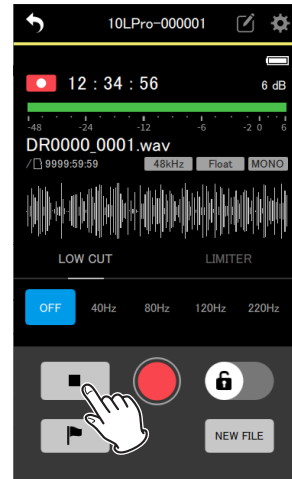 10LPro-000001
12 : 34 : 56
6 dB
-48 -24 -12 -6 -2 0 6
DR0000_0001.wav
/ 9999:59:59 48kHz Float MONO
LOW CUT LIMITER
OFF 40Hz 80Hz 120Hz 220Hz
NEW FILE